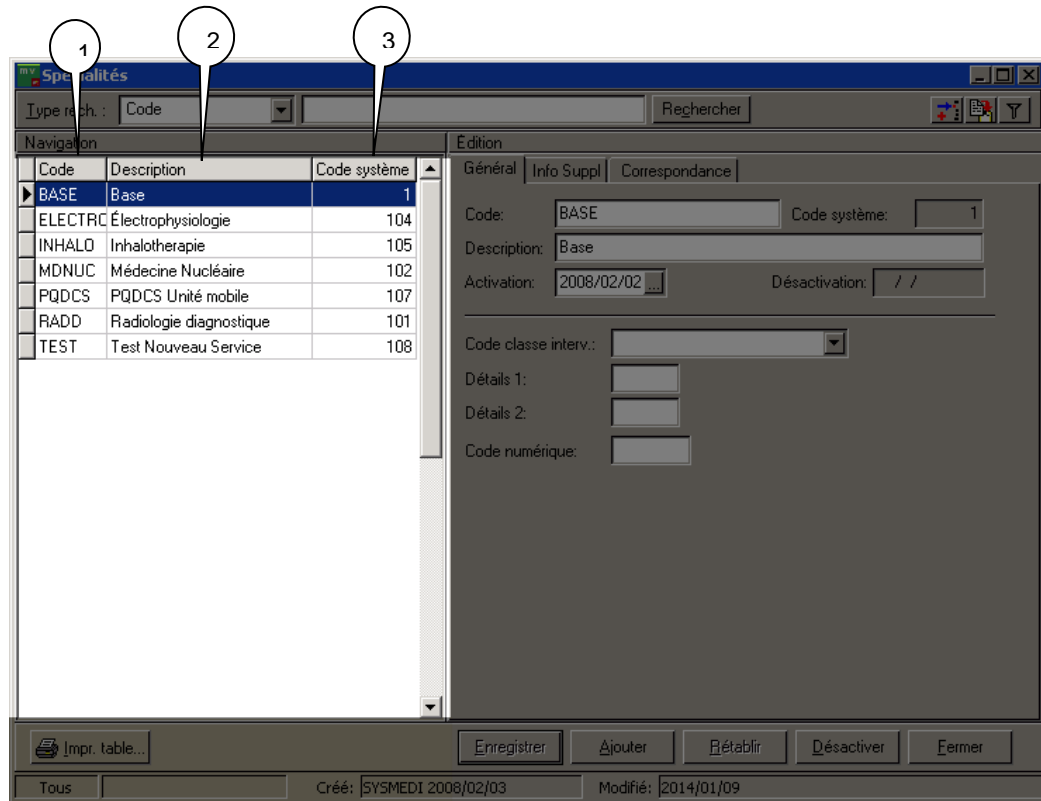 1 2 3
mv Spécialités
Type rech.: Code Rechercher
Navigation Édition
Code Description Code système Général Info Suppl Correspondance
BASE Base 1
ELECTRC Électrophysiologie 104
INHALO Inhalotherapie 105
MDNUC Médecine Nucléaire 102
PQDCS PQDCS Unité mobile 107
RADD Radiologie diagnostique 101
TEST Test Nouveau Service 108
Code: BASE Code système: 1
Description: Base
Activation: 2008/02/02 ... Désactivation: / /
Code classe interv.:
Détails 1:
Détails 2:
Code numérique:
Impr. table... Enregistrer Ajouter Rétablir Désactiver Fermer
Tous Créé: SYSMEDI 2008/02/03 Modifié: 2014/01/09